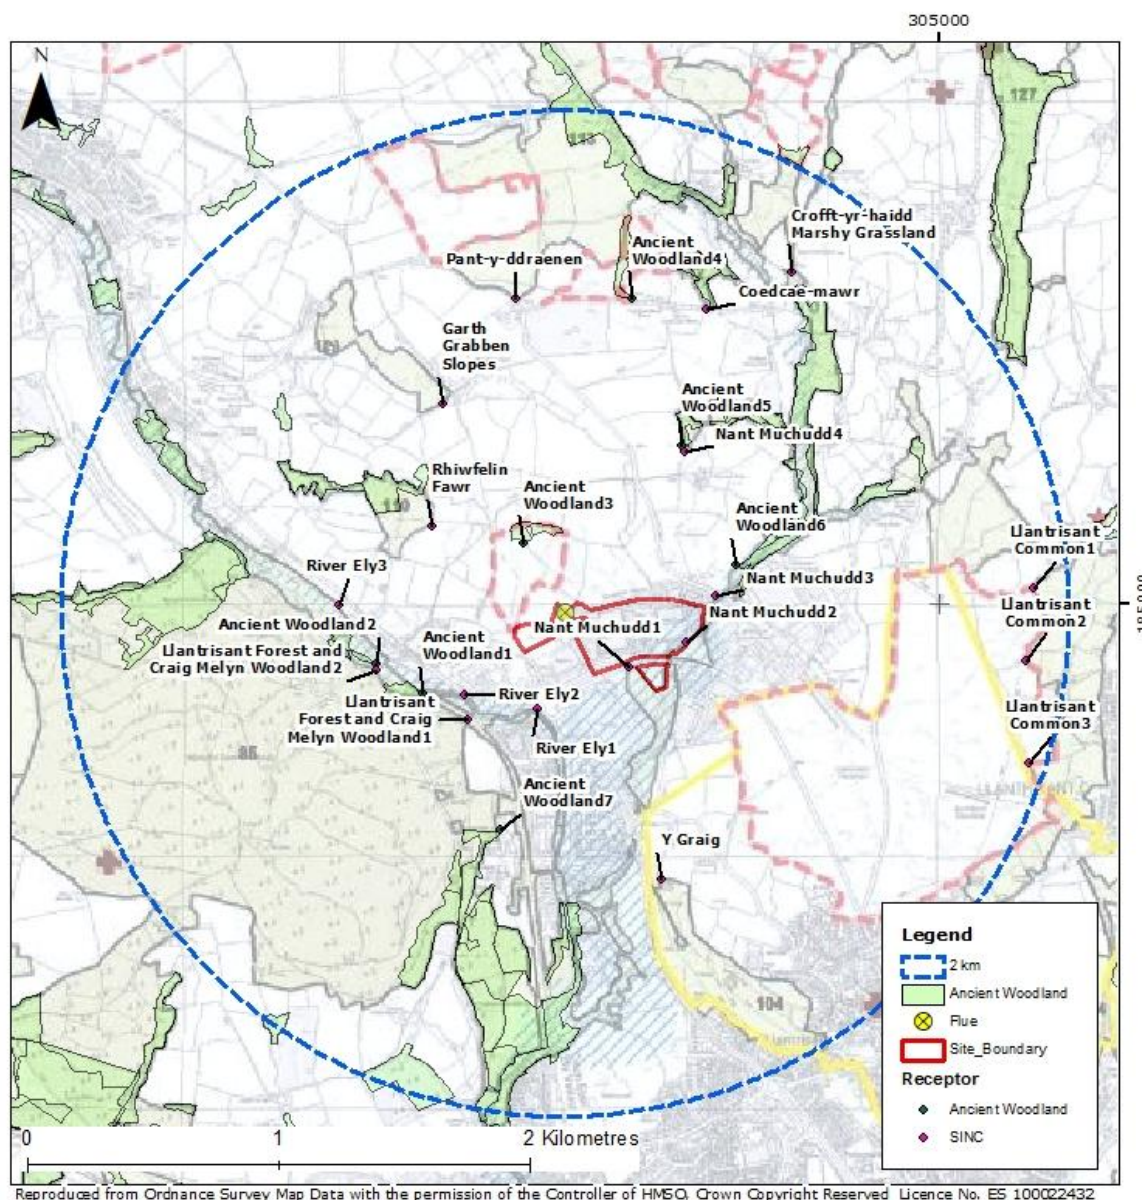 305000
N
127
Crofft-yr-haidd
Marshy Grassland
Ancient
Woodland4
Pant-y-ddraenen
Coedcae-mawr
Garth
Grabben
Slopes
Ancient
Woodland5
Nant Muchudd4
Rhiwfelin
Fawr
Ancient
Woodland3
110
Ancient
Woodland6
Llantrisant
Common1
River Ely3
Nant Muchudd3
Llantrisant
Common2
Nant Muchudd2
Nant Muchudd1
Ancient Woodland2
Ancient
Woodland1
Llantrisant Forest and
Craig Melyn Woodland2
River Ely2
Llantrisant
Forest and Craig
Melyn Woodland1
Llantrisant
Common3
River Ely1
85
Ancient
Woodland7
Y Graig
104
Legend
2 km
Ancient Woodland
Flue
Site_Boundary
Receptor
Ancient Woodland
SINC
0 1 2 Kilometres
Reproduced from Ordnance Survey Map Data with the permission of the Controller of HMSO, Crown Copyright Reserved Licence No. ES 100022432